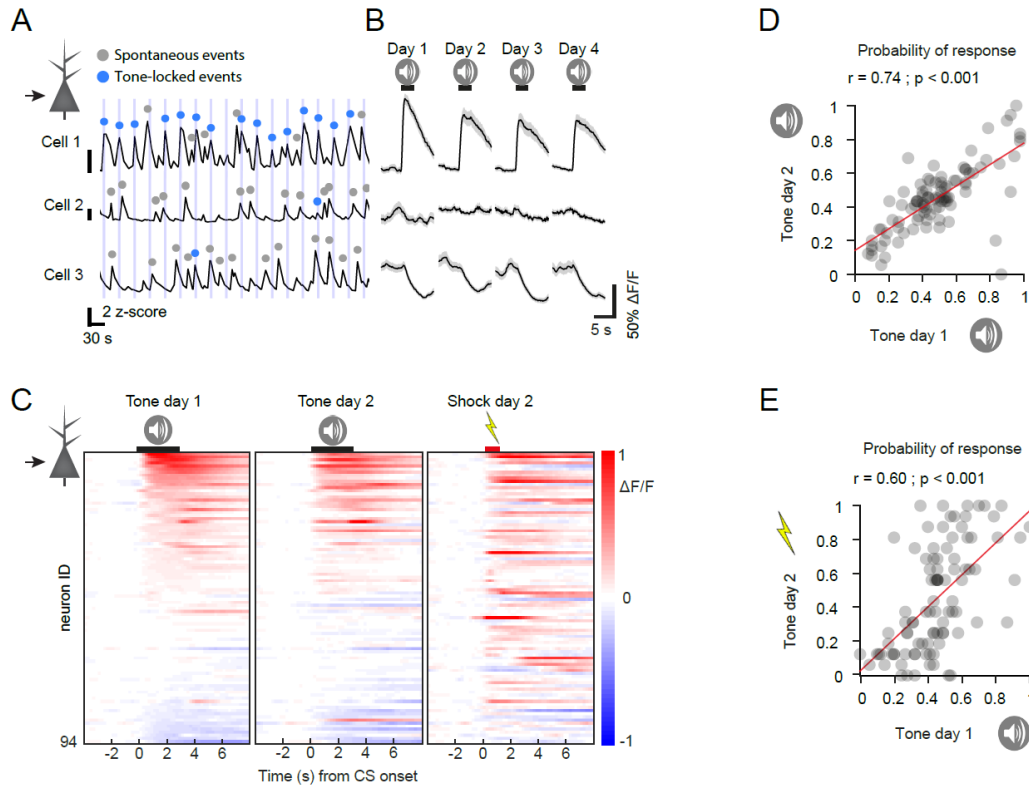 A
Spontaneous events
Tone-locked events
Cell 1
Cell 2
Cell 3
2 z-score
30 s
B
Day 1 Day 2 Day 3 Day 4
50% ΔF/F
5 s
C
Tone day 1 Tone day 2 Shock day 2
neuron ID
94
1
ΔF/F
0
-1
-2 0 2 4 6 -2 0 2 4 6 -2 0 2 4 6
Time (s) from CS onset
D
Probability of response
r = 0.74 ; p < 0.001
Tone day 2
1
0.8
0.6
0.4
0.2
0
0 0.2 0.4 0.6 0.8 1
Tone day 1
E
Probability of response
r = 0.60 ; p < 0.001
Tone day 2
1
0.8
0.6
0.4
0.2
0
0 0.2 0.4 0.6 0.8 1
Tone day 1